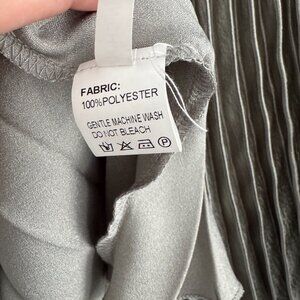 FABRIC:
100%POLYESTER
GENTLE MACHINE WASH
DO NOT BLEACH
P